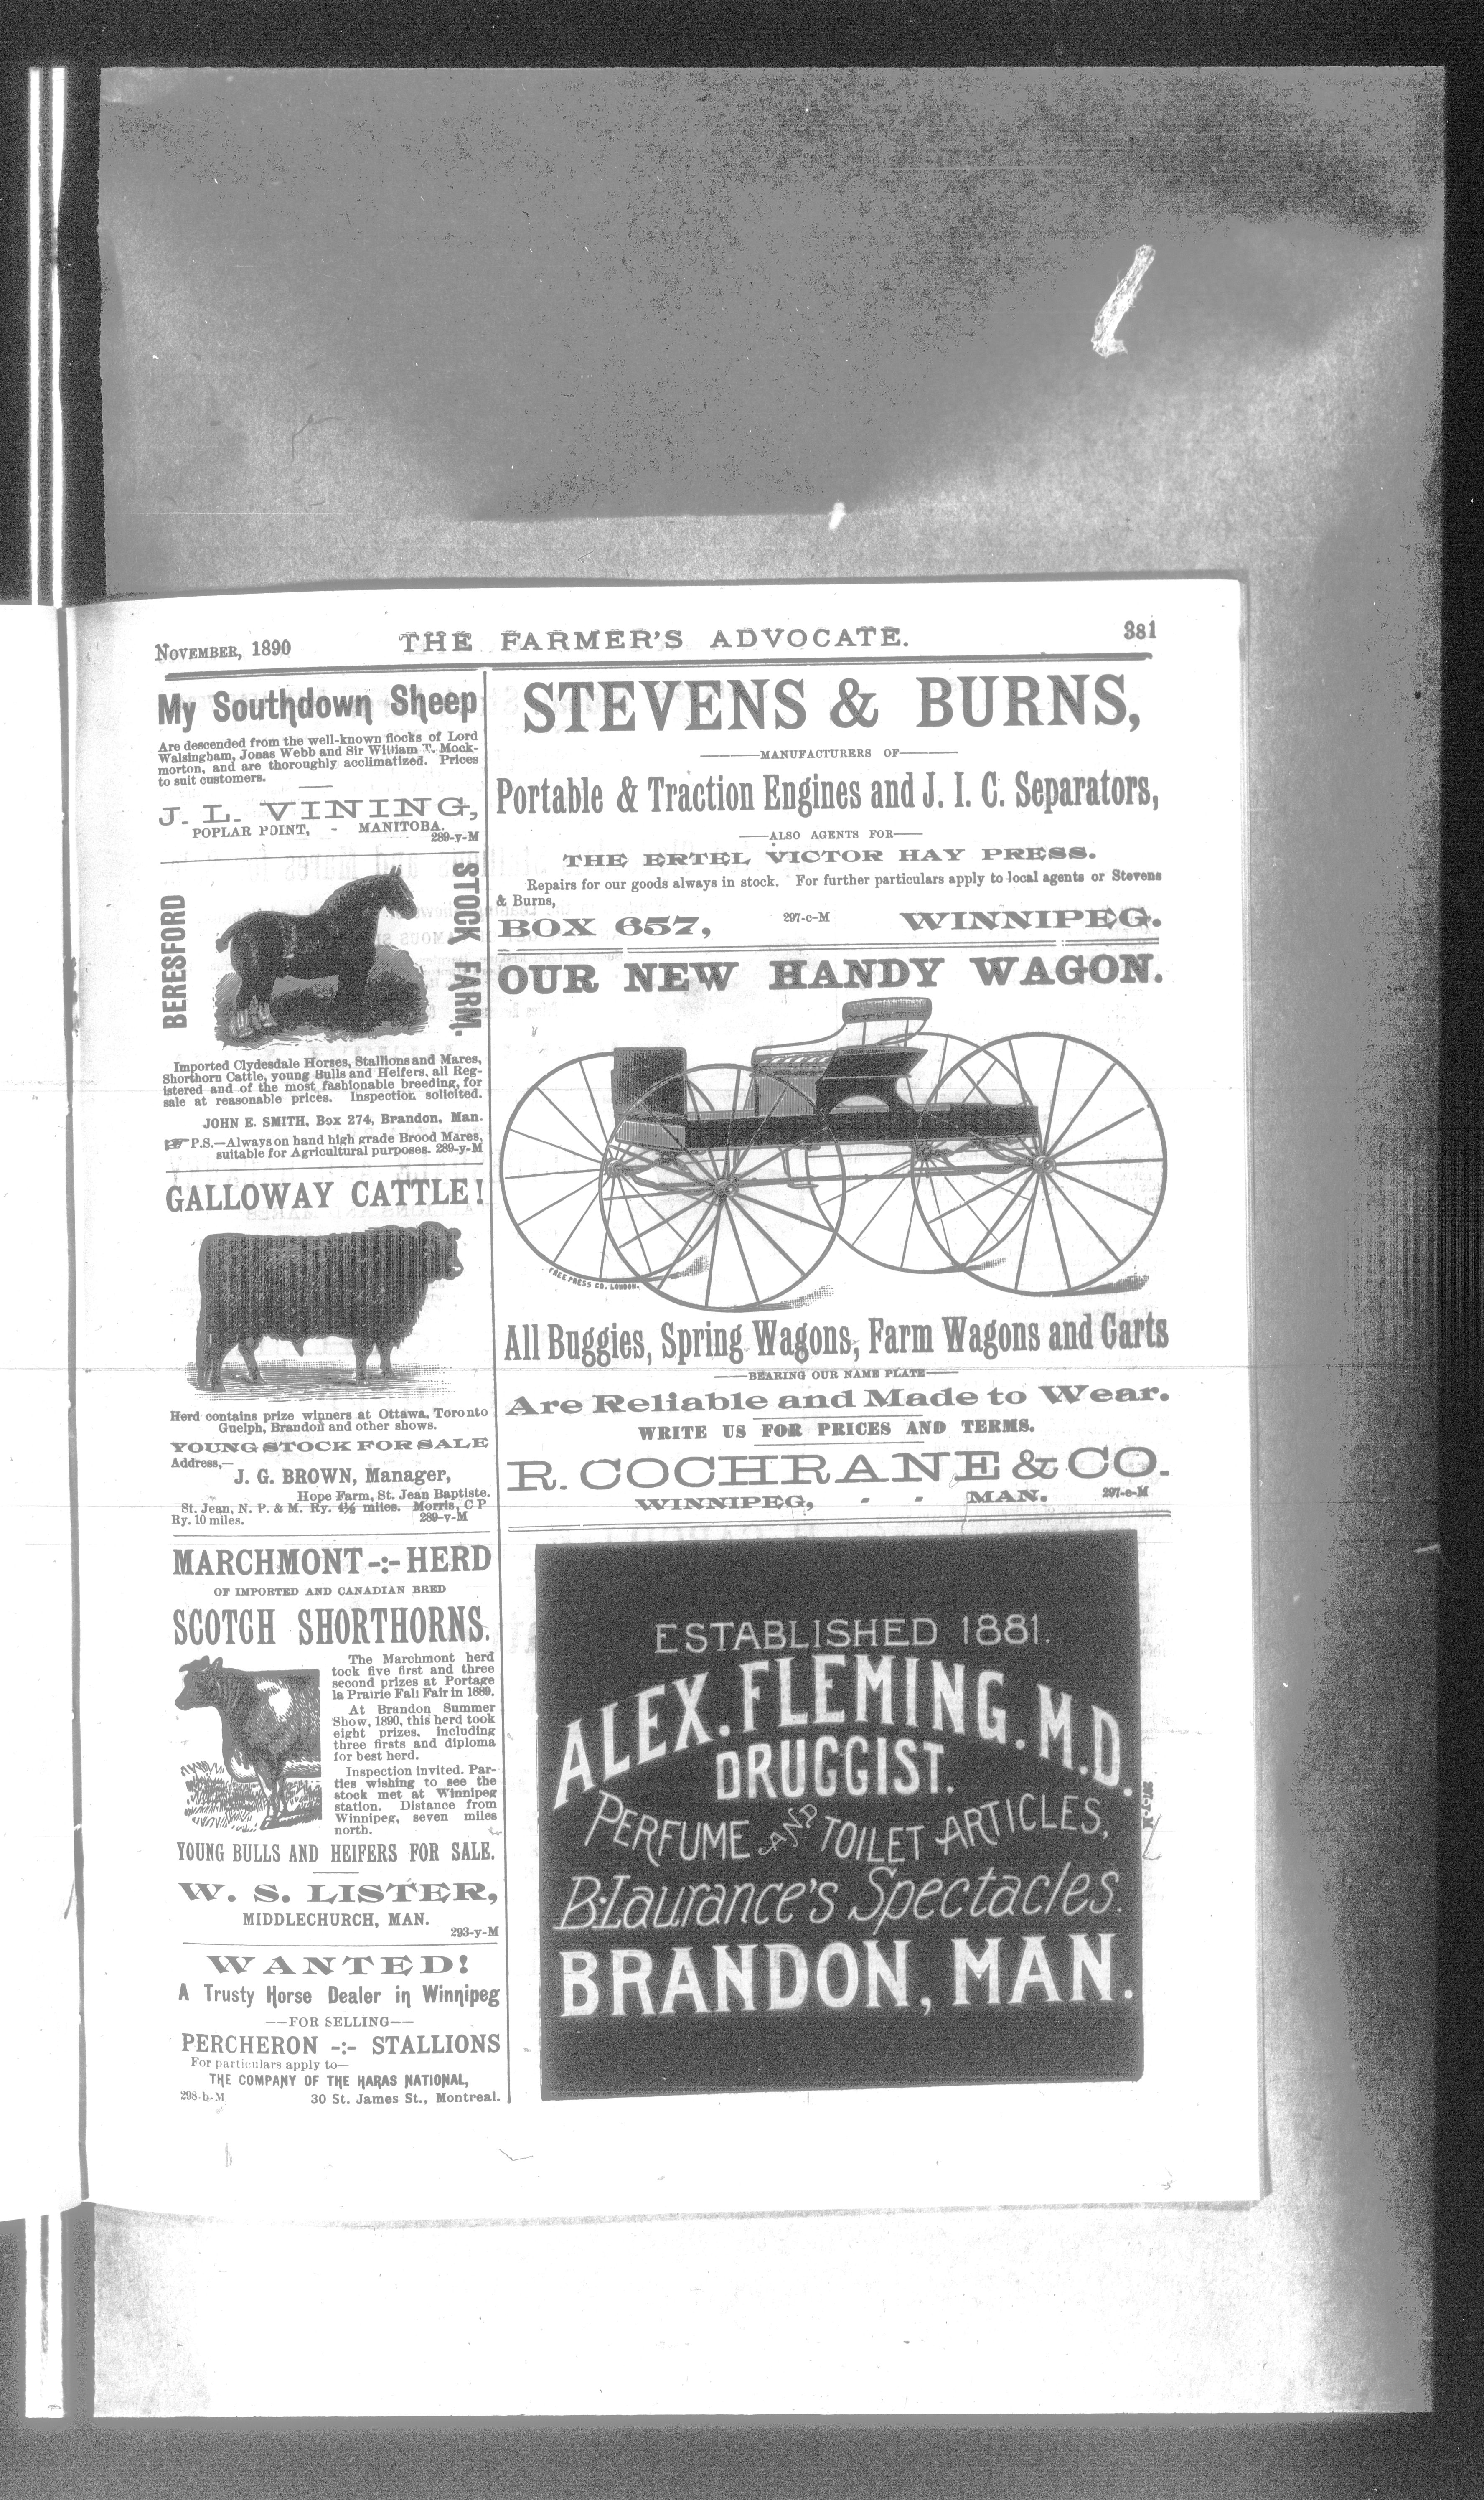 NOVEMBER, 1890 THE FARMER'S ADVOCATE. 381
My Southdown Sheep
Are descended from the well-known flocks of Lord
Walsingham, Jonas Webb and Sir William T. Mock-
morton, and are thoroughly acclimatized. Prices
to suit customers.
J. L. VINING,
POPLAR POINT, - MANITOBA.
289-y-M
BERESFORD
STOCK FARM.
Imported Clydesdale Horses, Stallions and Mares,
Shorthorn Cattle, young Bulls and Heifers, all Reg-
istered and of the most fashionable breeding, for
sale at reasonable prices. Inspection solicited.
JOHN E. SMITH, Box 274, Brandon, Man.
P.S.—Always on hand high grade Brood Mares,
suitable for Agricultural purposes. 289-y-M
GALLOWAY CATTLE!
Herd contains prize winners at Ottawa, Toronto
Guelph, Brandon and other shows.
YOUNG STOCK FOR SALE
Address,—
J. G. BROWN, Manager,
Hope Farm, St. Jean Baptiste.
St. Jean, N. P. & M. Ry. 4½ miles. Morris, C P
Ry. 10 miles. 289-y-M
MARCHMONT -:- HERD
OF IMPORTED AND CANADIAN BRED
SCOTCH SHORTHORNS.
The Marchmont herd
tock five first and three
second prizes at Portage
la Prairie Fall Fair in 1889.
At Brandon Summer
Show, 1890, this herd took
eight prizes, including
three firsts and diploma
for best herd.
Inspection invited. Par-
ties wishing to see the
stock met at Winnipeg
station. Distance from
Winnipeg, seven miles
north.
YOUNG BULLS AND HEIFERS FOR SALE.
W. S. LISTER,
MIDDLECHURCH, MAN.
293-y-M
WANTED!
A Trusty Horse Dealer in Winnipeg
—FOR SELLING—
PERCHERON -:- STALLIONS
For particulars apply to—
THE COMPANY OF THE HARAS NATIONAL,
298-b-M 30 St. James St., Montreal.
STEVENS & BURNS,
—MANUFACTURERS OF—
Portable & Traction Engines and J. I. C. Separators,
—ALSO AGENTS FOR—
THE ERTEL VICTOR HAY PRESS.
Repairs for our goods always in stock. For further particulars apply to local agents or Stevens
& Burns,
BOX 657, 297-c-M WINNIPEG.
OUR NEW HANDY WAGON.
FREE PRESS CO. LONDON.
All Buggies, Spring Wagons, Farm Wagons and Carts
—BEARING OUR NAME PLATE—
Are Reliable and Made to Wear.
WRITE US FOR PRICES AND TERMS.
R. COCHRANE & CO.
WINNIPEG, - - MAN. 297-e-M
ESTABLISHED 1881.
ALEX. FLEMING. M.D.
DRUGGIST.
PERFUME AND TOILET ARTICLES,
B. Laurance's Spectacles.
BRANDON, MAN.